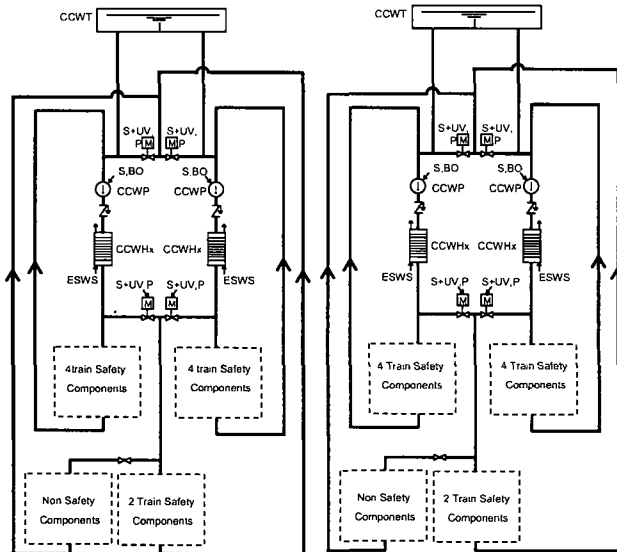 CCWT
CCWT
S+UV, S+UV,
P M M P
S+UV, S+UV,
P M M P
S,BO S,BO
CCWP CCWP
S,BO S,BO
CCWP CCWP
CCWHx CCWHx
CCWHx CCWHx
ESWS ESWS
ESWS ESWS
S+UV,P S+UV,P
M M
S+UV,P S+UV,P
M M
4train Safety
Components
4 train Safety
Components
4 Train Safety
Components
4 Train Safety
Components
Non Safety
Components
2 Train Safety
Components
Non Safety
Components
2 Train Safety
Components